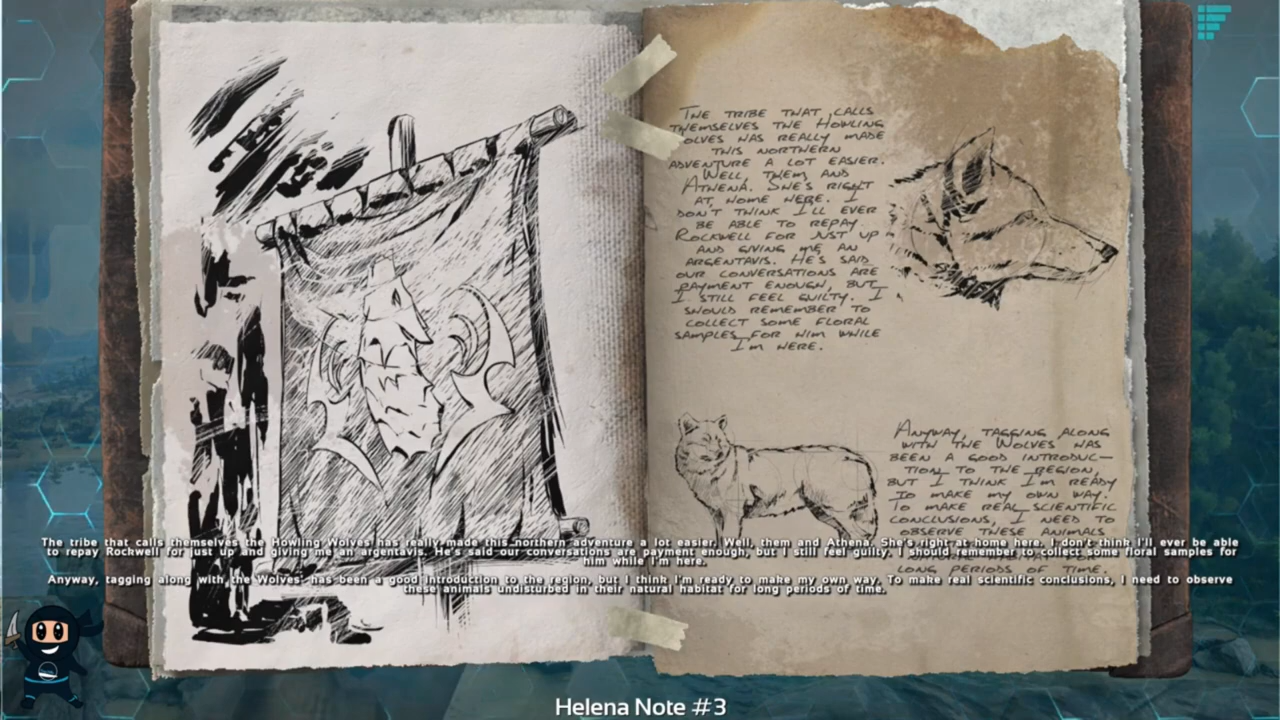 THE TRIBE THAT CALLS
THEMSELVES THE HOWLING
WOLVES HAS REALLY MADE
THIS NORTHERN
ADVENTURE A LOT EASIER.
WELL, THEM AND
ATHENA. SHE'S RIGHT
AT HOME HERE. I
DON'T THINK I'LL EVER
BE ABLE TO REPAY
ROCKWELL FOR JUST UP
AND GIVING ME AN
ARGENTAVIS. HE'S SAID
OUR CONVERSATIONS ARE
PAYMENT ENOUGH, BUT
I STILL FEEL GUILTY. I
SHOULD REMEMBER TO
COLLECT SOME FLORAL
SAMPLES FOR HIM WHILE
I'M HERE.
ANYWAY, TAGGING ALONG
WITH THE WOLVES HAS
BEEN A GOOD INTRODUC-
TION TO THE REGION,
BUT I THINK I'M READY
TO MAKE MY OWN WAY.
TO MAKE REAL SCIENTIFIC
CONCLUSIONS, I NEED TO
OBSERVE THESE ANIMALS
LONG PERIODS OF TIME.
The tribe that calls themselves the Howling Wolves has really made this northern adventure a lot easier. Well, them and Athena. She's right at home here. I don't think I'll ever be able
to repay Rockwell for just up and giving me an argentavis. He's said our conversations are payment enough, but I still feel guilty. I should remember to collect some floral samples for
him while I'm here.
Anyway, tagging along with the Wolves has been a good introduction to the region, but I think I'm ready to make my own way. To make real scientific conclusions, I need to observe
these animals undisturbed in their natural habitat for long periods of time.
Helena Note #3